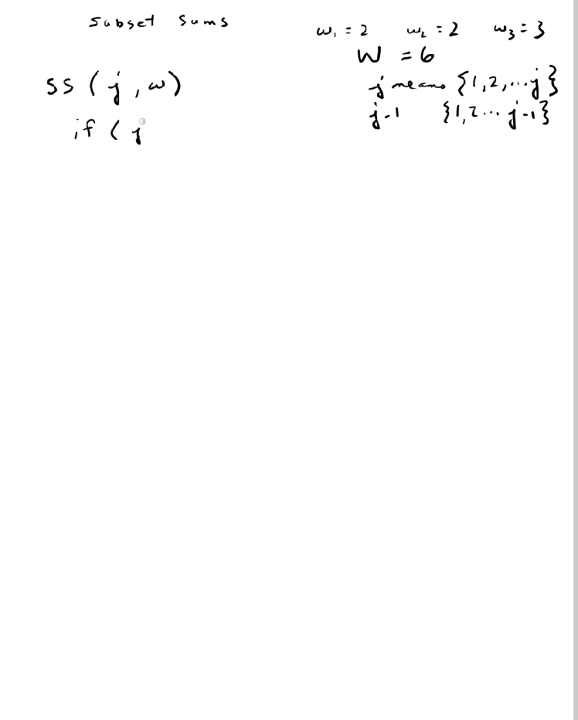 Subset Sums
w₁ = 2 w₂ = 2 w₃ = 3
W = 6
SS ( j , w )
j means {1,2,...j}
if ( j
j-1 {1,2... j-1}